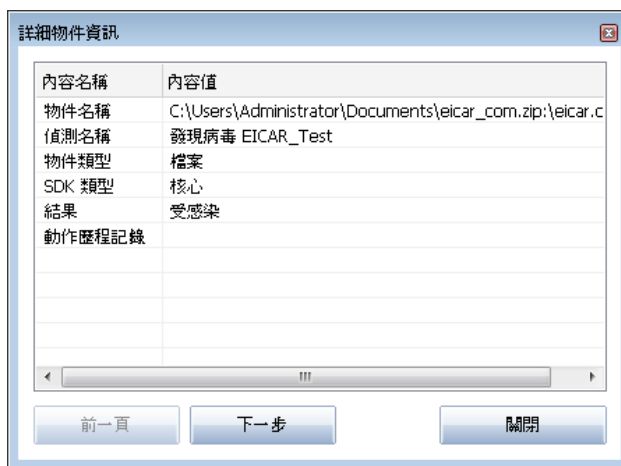 詳細物件資訊
內容名稱 內容值
物件名稱 C:\Users\Administrator\Documents\eicar_com.zip:\eicar.c
偵測名稱 發現病毒 EICAR_Test
物件類型 檔案
SDK 類型 核心
結果 受感染
動作歷程記錄
前一頁 下一步 關閉